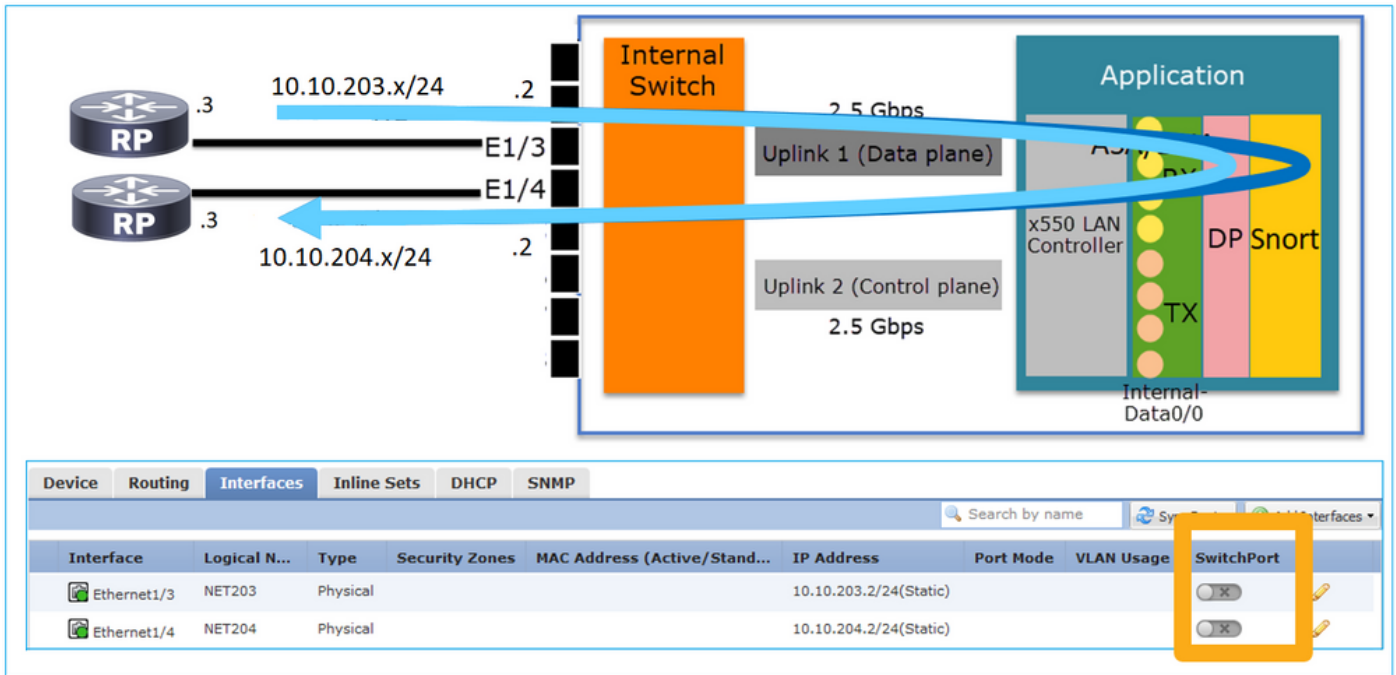 Internal
Switch
Application
10.10.203.x/24
.2
.3
2.5 Gbps
RP
E1/3
Uplink 1 (Data plane)
E1/4
RP
.3
.2
10.10.204.x/24
x550 LAN
Controller
DP
Snort
Uplink 2 (Control plane)
2.5 Gbps
TX
Internal-
Data0/0
Device Routing Interfaces Inline Sets DHCP SNMP
Search by name
Interface Logical N... Type Security Zones MAC Address (Active/Stand... IP Address Port Mode VLAN Usage SwitchPort
Ethernet1/3 NET203 Physical 10.10.203.2/24(Static)
Ethernet1/4 NET204 Physical 10.10.204.2/24(Static)